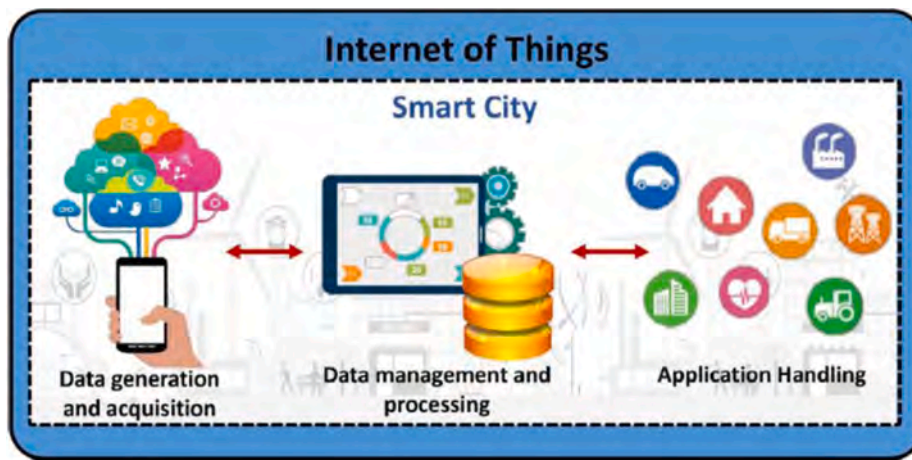 Internet of Things
Smart City
Data generation
and acquisition
Data management and
processing
Application Handling